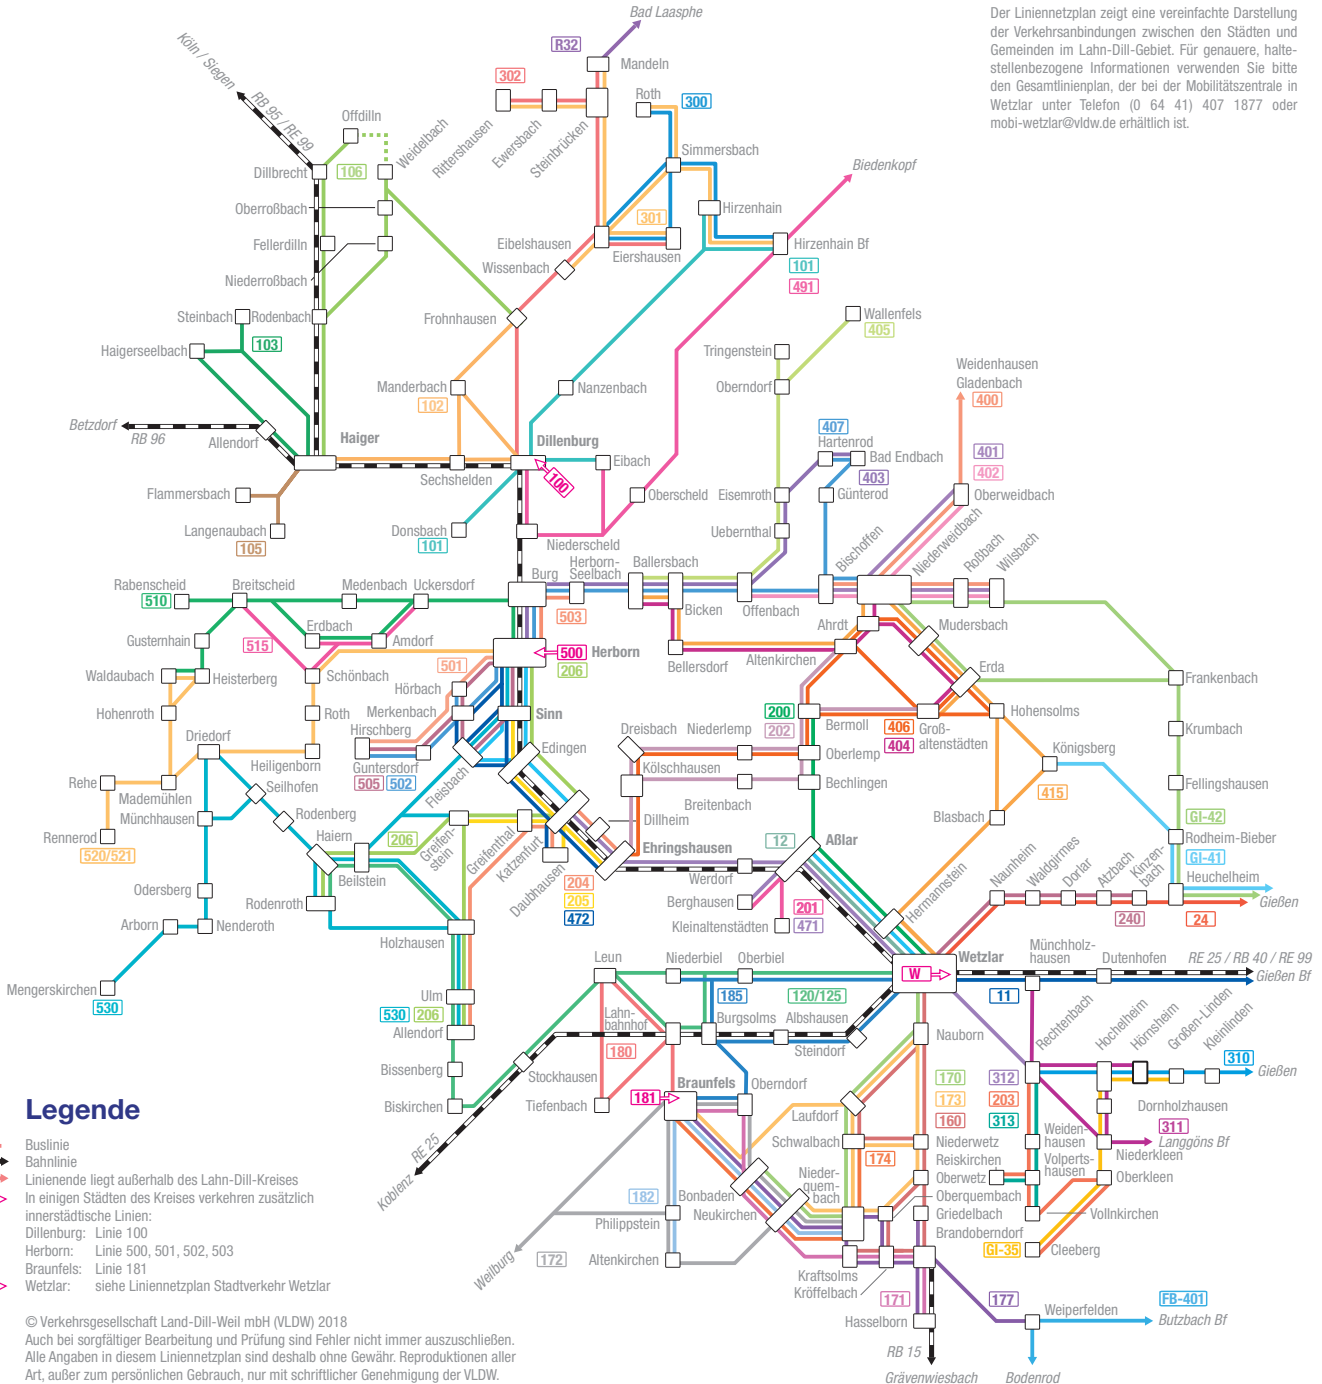 Der Liniennetzplan zeigt eine vereinfachte Darstellung
der Verkehrsanbindungen zwischen den Städten und
Gemeinden im Lahn-Dill-Gebiet. Für genauere, halte-
stellenbezogene Informationen verwenden Sie bitte
den Gesamtlinienplan, der bei der Mobilitätszentrale in
Wetzlar unter Telefon (0 64 41) 407 1877 oder
mobi-wetzlar@vldw.de erhältlich ist.
Bad Laasphe
R32
Mandeln
302
Roth
300
Rittershausen
Ewersbach
Steinbrücken
Simmersbach
Biedenkopf
Köln / Siegen
RB 95 / RE 99
Offdilln
Weidelbach
Dillbrecht
106
Oberroßbach
Fellerdilln
Niederroßbach
301
Hirzenhain
Eibelshausen
Eiershausen
Hirzenhain Bf
Wissenbach
101
491
Steinbach
Rodenbach
Frohnhausen
Wallenfels
405
Haigerseelbach
103
Tringenstein
Oberndorf
Manderbach
102
Nanzenbach
Weidenhausen
Gladenbach
400
Betzdorf
RB 96
Allendorf
Haiger
Dillenburg
407
Hartenrod
Bad Endbach
403
401
402
Sechshelden
100
Eibach
Flammersbach
Oberscheld
Eisemroth
Günterod
Oberweidbach
Langenaubach
105
Donsbach
101
Niederscheld
Uebernthal
Rabenscheid
510
Breitscheid
Medenbach
Uckersdorf
Burg
Herborn-
Seelbach
503
Ballersbach
Bicken
Offenbach
Bischoffen
Niederweidbach
Roßbach
Wilsbach
Gusternhain
515
Erdbach
Amdorf
500
Herborn
206
Bellersdorf
Ahrdt
Altenkirchen
Mudersbach
Erda
Waldaubach
Heisterberg
Schönbach
501
Hörbach
Frankenbach
Hohenroth
Roth
Merkenbach
Sinn
200
202
Bermoll
406
404
Groß-
altenstädten
Hohensolms
Krumbach
Driedorf
Heiligenborn
Hirschberg
Guntersdorf
505
502
Fleisbach
Edingen
Dreisbach
Niederlemp
Kölschhausen
Oberlemp
Königsberg
Rehe
Mademühlen
Seilhofen
Breitenbach
Bechlingen
415
Fellingshausen
Rennerod
520/521
Münchhausen
Rodenberg
Haiern
206
Greifen-
stein
Greifenthal
Katzenfurt
Daubhausen
Dillheim
Ehringshausen
12
Aßlar
Blasbach
GI-42
Rodheim-Bieber
GI-41
Heuchelheim
Beilstein
204
205
472
Werdorf
Berghausen
201
471
Kleinaltenstädten
Hermannstein
Nauheim
Waldgirmes
Dorlar
Atzbach
Kinzen-
bach
240
24
Gießen
Odersberg
Rodenroth
Arborn
Nenderoth
Holzhausen
Mengerskirchen
530
Ulm
530
206
Allendorf
Leun
Niederbiel
Oberbiel
Wetzlar
W
Münchholz-
hausen
Dutenhofen
RE 25 / RB 40 / RE 99
Gießen Bf
185
120/125
11
Lahn-
bahnhof
Burgsolms
Albshausen
Steindorf
180
Nauborn
Rechtenbach
Hochelheim
Hörnsheim
Großen-Linden
Kleinlinden
310
Gießen
Bissenberg
Stockhausen
Biskirchen
Tiefenbach
Braunfels
181
Oberndorf
170
173
160
312
203
313
Dornholzhausen
311
Langgöns Bf
Laufdorf
Schwalbach
174
Niederwetz
Reiskirchen
Oberwetz
Weiden-
hausen
Volperts-
hausen
Niederkleen
Oberkleen
RE 25
Koblenz
182
Bonbaden
Neukirchen
Nieder-
quem-
bach
Oberquembach
Griedelbach
Brandoberndorf
Vollnkirchen
GI-35
Cleeberg
Philippstein
Altenkirchen
Weilburg
172
Kraftsolms
Kröffelbach
171
Hasselborn
177
Weiperfelden
FB-401
Butzbach Bf
RB 15
Grävenwiesbach
Bodenrod
Legende
Buslinie
Bahnlinie
Linienende liegt außerhalb des Lahn-Dill-Kreises
In einigen Städten des Kreises verkehren zusätzlich
innerstädtische Linien:
Dillenburg: Linie 100
Herborn: Linie 500, 501, 502, 503
Braunfels: Linie 181
Wetzlar: siehe Liniennetzplan Stadtverkehr Wetzlar
© Verkehrsgesellschaft Land-Dill-Weil mbH (VLDW) 2018
Auch bei sorgfältiger Bearbeitung und Prüfung sind Fehler nicht immer auszuschließen.
Alle Angaben in diesem Liniennetzplan sind deshalb ohne Gewähr. Reproduktionen aller
Art, außer zum persönlichen Gebrauch, nur mit schriftlicher Genehmigung der VLDW.